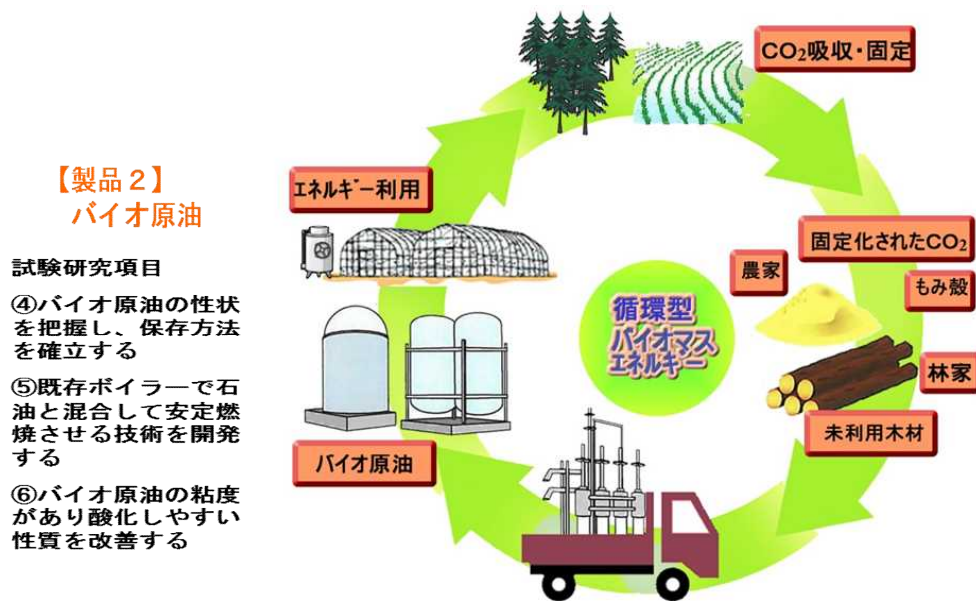 【製品２】
バイオ原油
試験研究項目
④バイオ原油の性状
を把握し、保存方法
を確立する
⑤既存ボイラーで石
油と混合して安定燃
焼させる技術を開発
する
⑥バイオ原油の粘度
があり酸化しやすい
性質を改善する
CO₂吸収・固定
エネルギー利用
固定化されたCO₂
農家
もみ殻
循環型
バイオマス
エネルキー
林家
未利用木材
バイオ原油